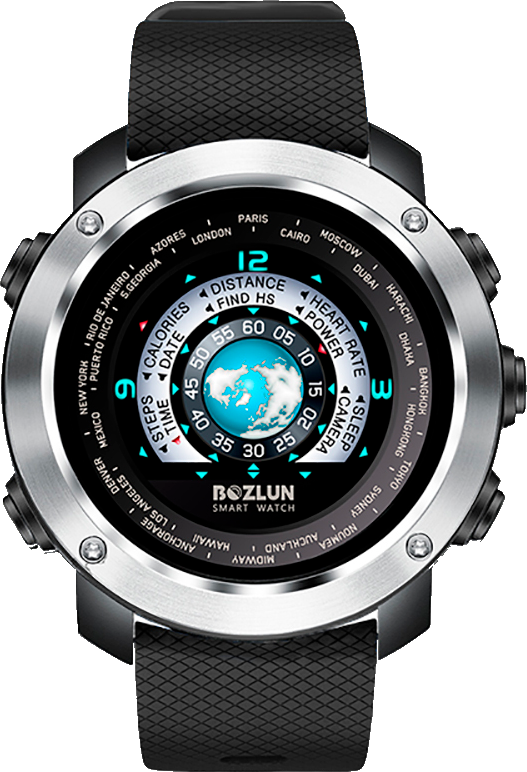 PARIS
CAIRO
MOSCOW
DUBAI
HARACHI
DHAKA
BANGKOK
HONGKONG
TOKYO
SYDNEY
NOUMEA
AUCKLAND
MIDWAY
HAWAII
ANCHORAGE
LOS ANGELES
DENVER
MEXICO
NEW YORK
PUERTO RICO
RIO DE JANEIRO
S.GEORGIA
AZORES
LONDON
12
3
9
STEPS
TIME
CALORIES
DATE
DISTANCE
FIND HS
HEART RATE
POWER
SLEEP
CAMERA
60
05
10
15
20
25
30
35
40
45
50
55
BOZLUN
SMART WATCH